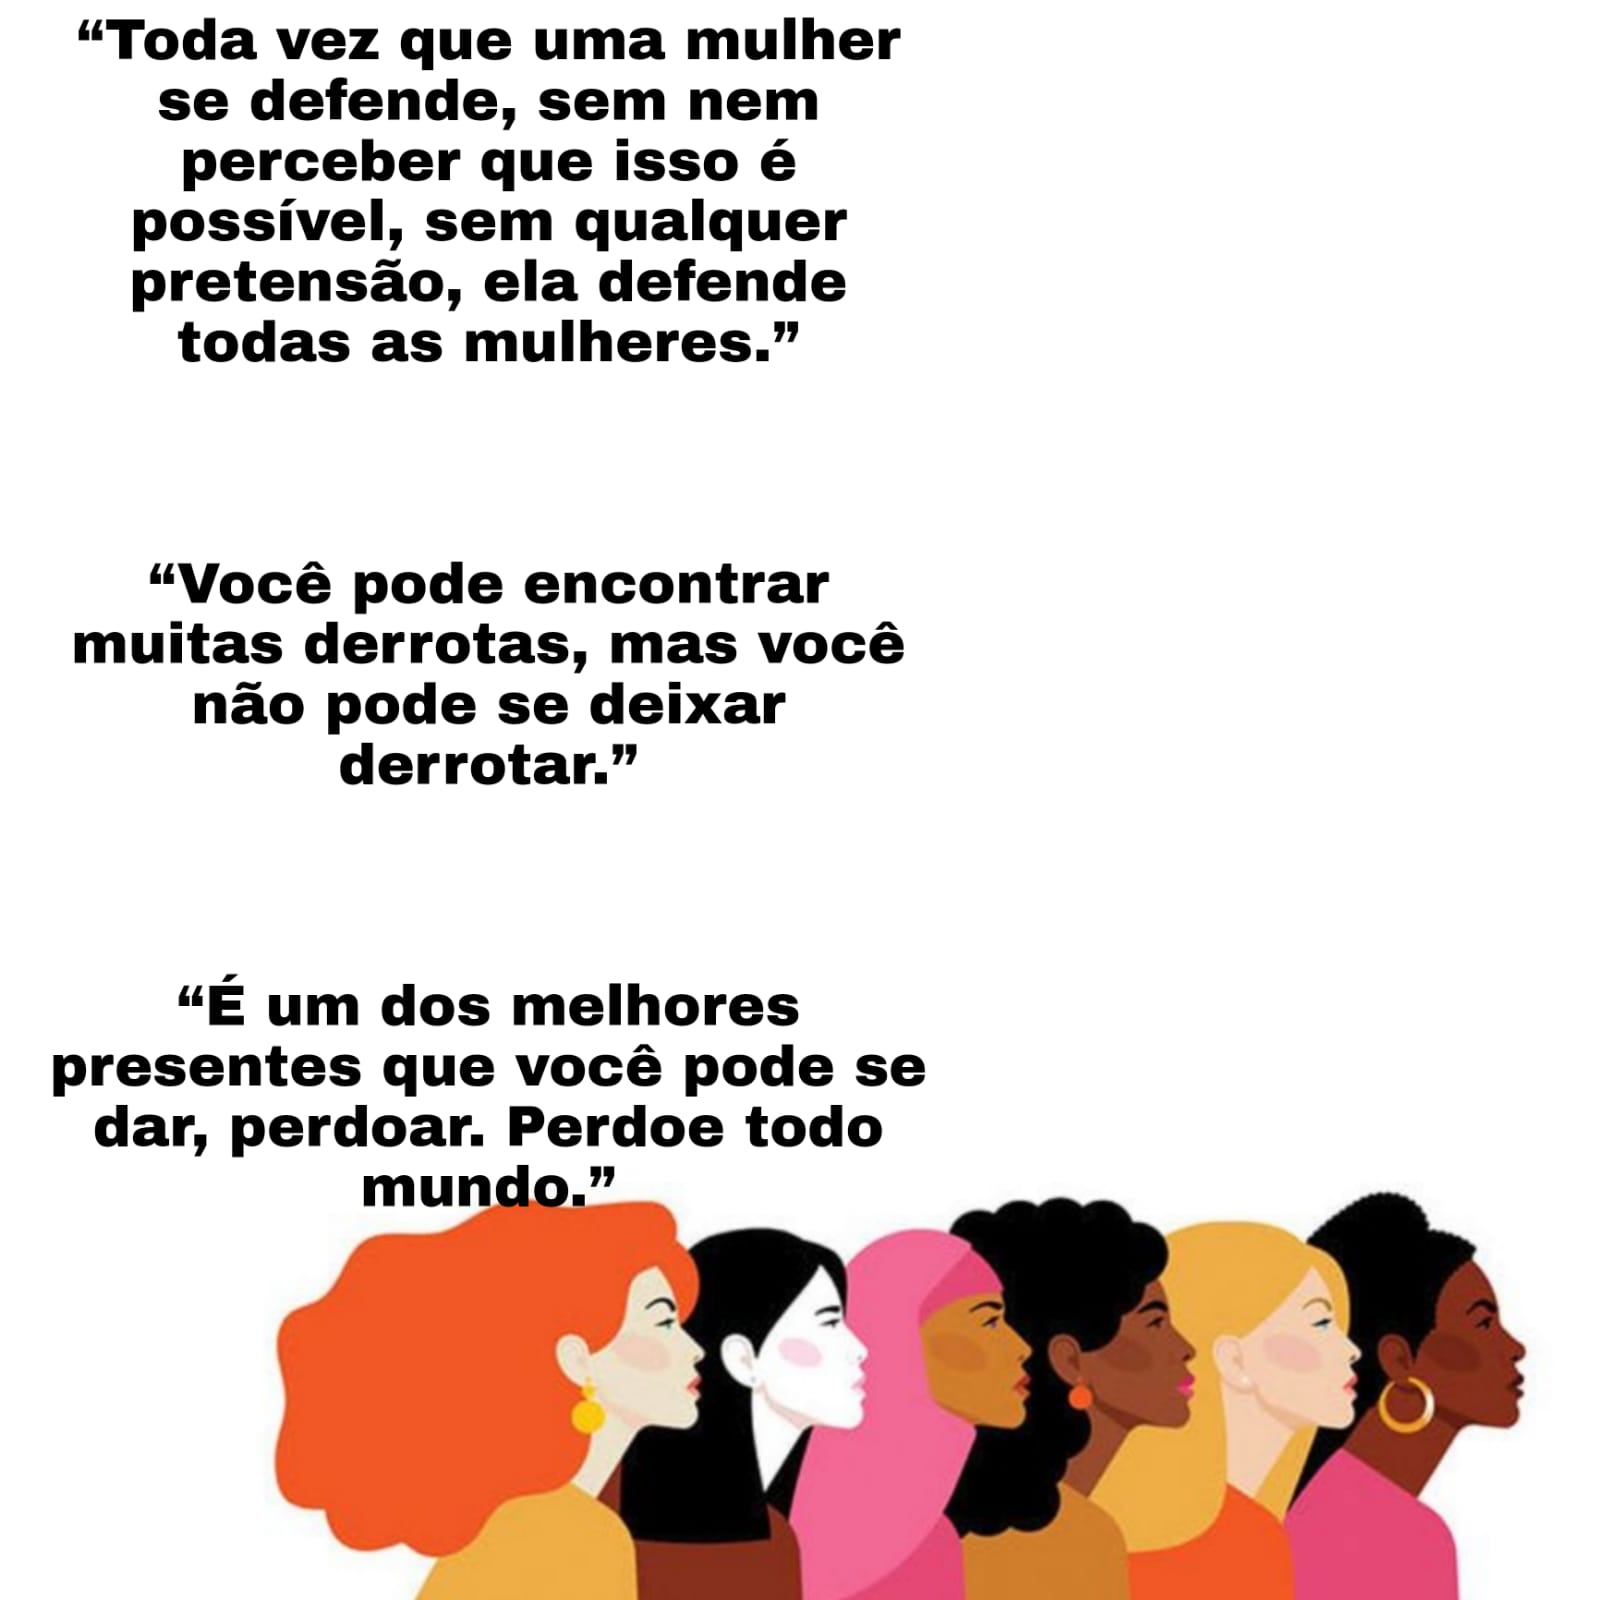 “Toda vez que uma mulher
se defende, sem nem
perceber que isso é
possível, sem qualquer
pretensão, ela defende
todas as mulheres.”
“Você pode encontrar
muitas derrotas, mas você
não pode se deixar
derrotar.”
“É um dos melhores
presentes que você pode se
dar, perdoar. Perdoe todo
mundo.”